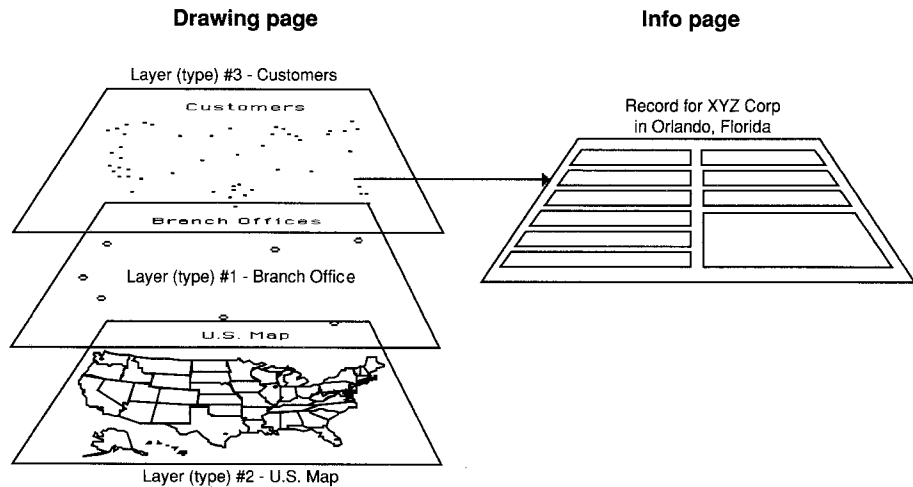 Drawing page
Info page
Layer (type) #3 - Customers
Customers
Record for XYZ Corp
in Orlando, Florida
Branch Offices
Layer (type) #1 - Branch Office
U.S. Map
Layer (type) #2 - U.S. Map